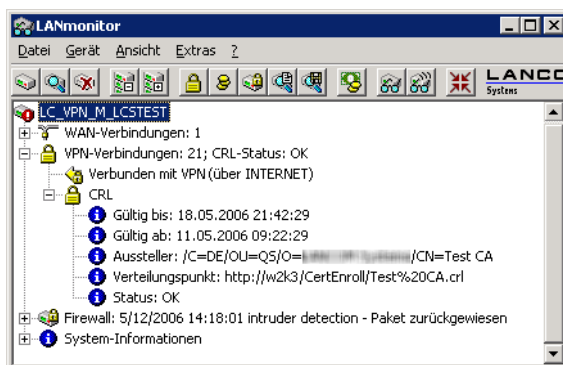 LANmonitor
Datei Gerät Ansicht Extras ?
LANCO
Systems
LC_VPN_M_LCSTEST
WAN-Verbindungen: 1
VPN-Verbindungen: 21; CRL-Status: OK
Verbunden mit VPN (über INTERNET)
CRL
Gültig bis: 18.05.2006 21:42:29
Gültig ab: 11.05.2006 09:22:29
Aussteller: /C=DE/OU=QS/O= /CN=Test CA
Verteilungspunkt: http://w2k3/CertEnroll/Test%20CA.crl
Status: OK
Firewall: 5/12/2006 14:18:01 intruder detection - Paket zurückgewiesen
System-Informationen